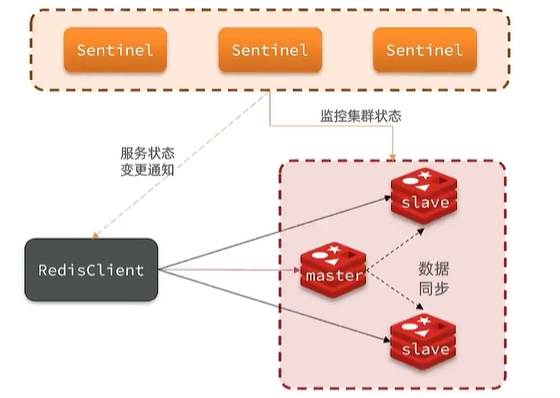 Sentinel
Sentinel
Sentinel
监控集群状态
服务状态
变更通知
slave
RedisClient
master
数据
同步
slave